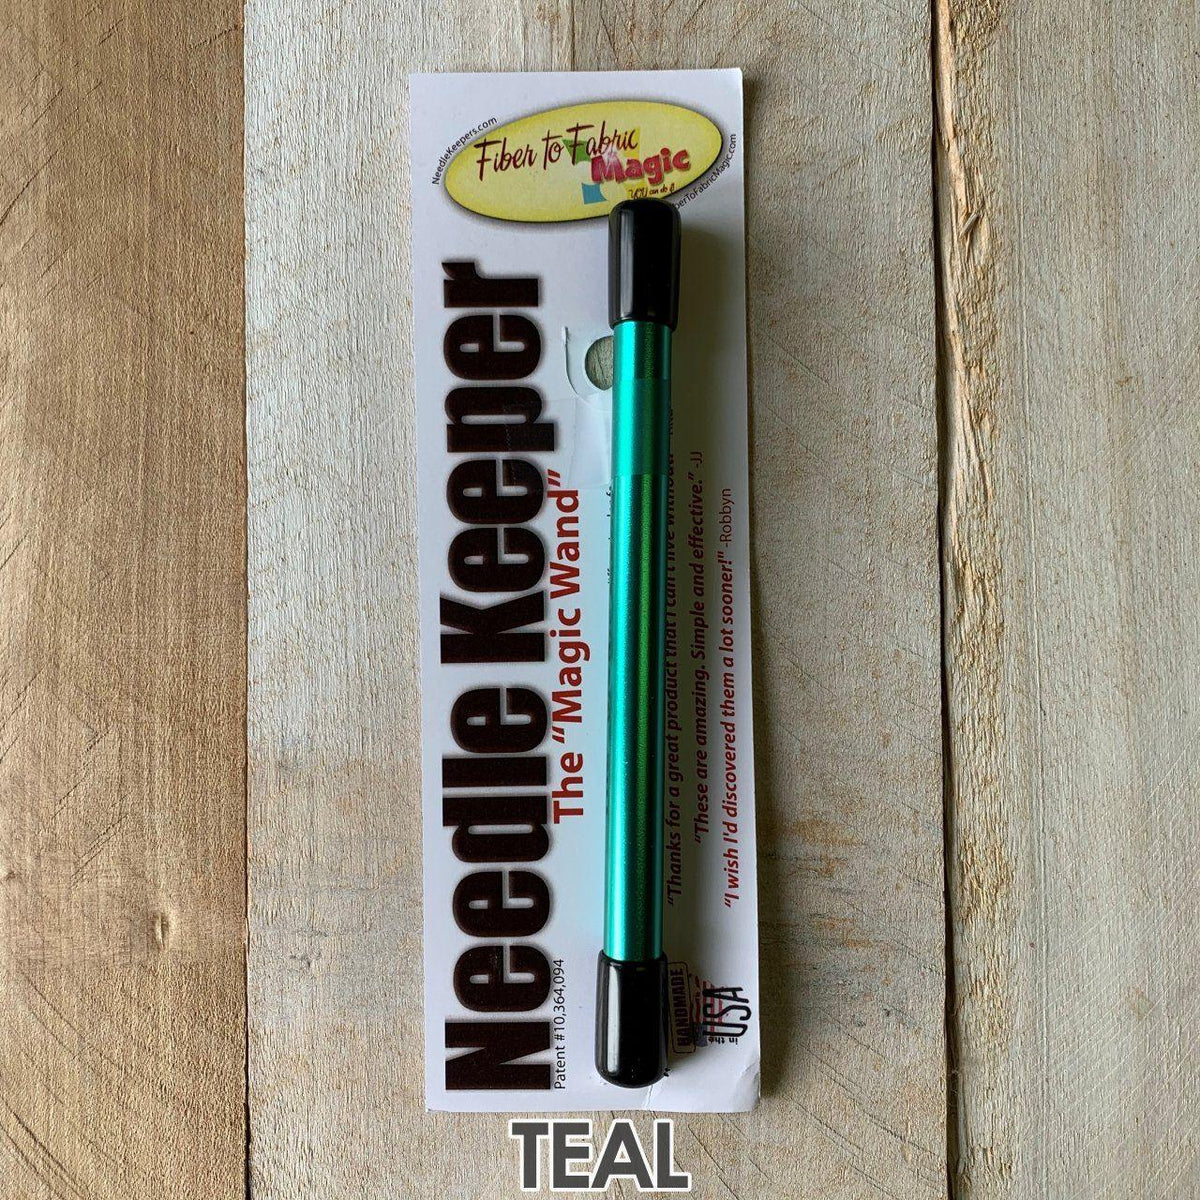 NeedleKeepers.com
Fiber to Fabric
Magic
YOU can do it
Needle Keeper
The “Magic Wand”
“Thanks for a great product that I can't live without.”
“These are amazing. Simple and effective.” -JJ
“I wish I'd discovered them a lot sooner!" -Robbyn
Patent #10,364,094
HANDMADE
in the USA
TEAL